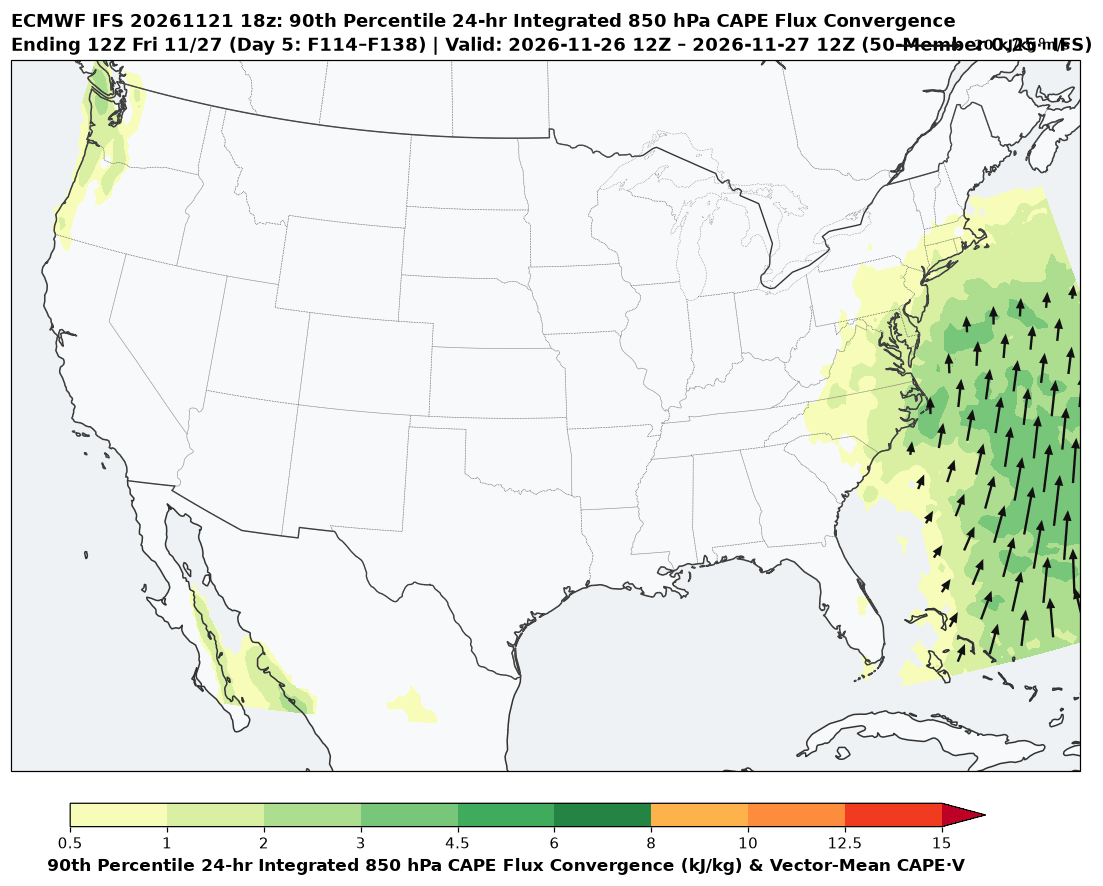 ECMWF IFS 20261121 18z: 90th Percentile 24-hr Integrated 850 hPa CAPE Flux Convergence
Ending 12Z Fri 11/27 (Day 5: F114–F138) | Valid: 2026-11-26 12Z – 2026-11-27 12Z (50-Member 0.25° IFS)
0.5 1 2 3 4.5 6 8 10 12.5 15
90th Percentile 24-hr Integrated 850 hPa CAPE Flux Convergence (kJ/kg) & Vector-Mean CAPE·V